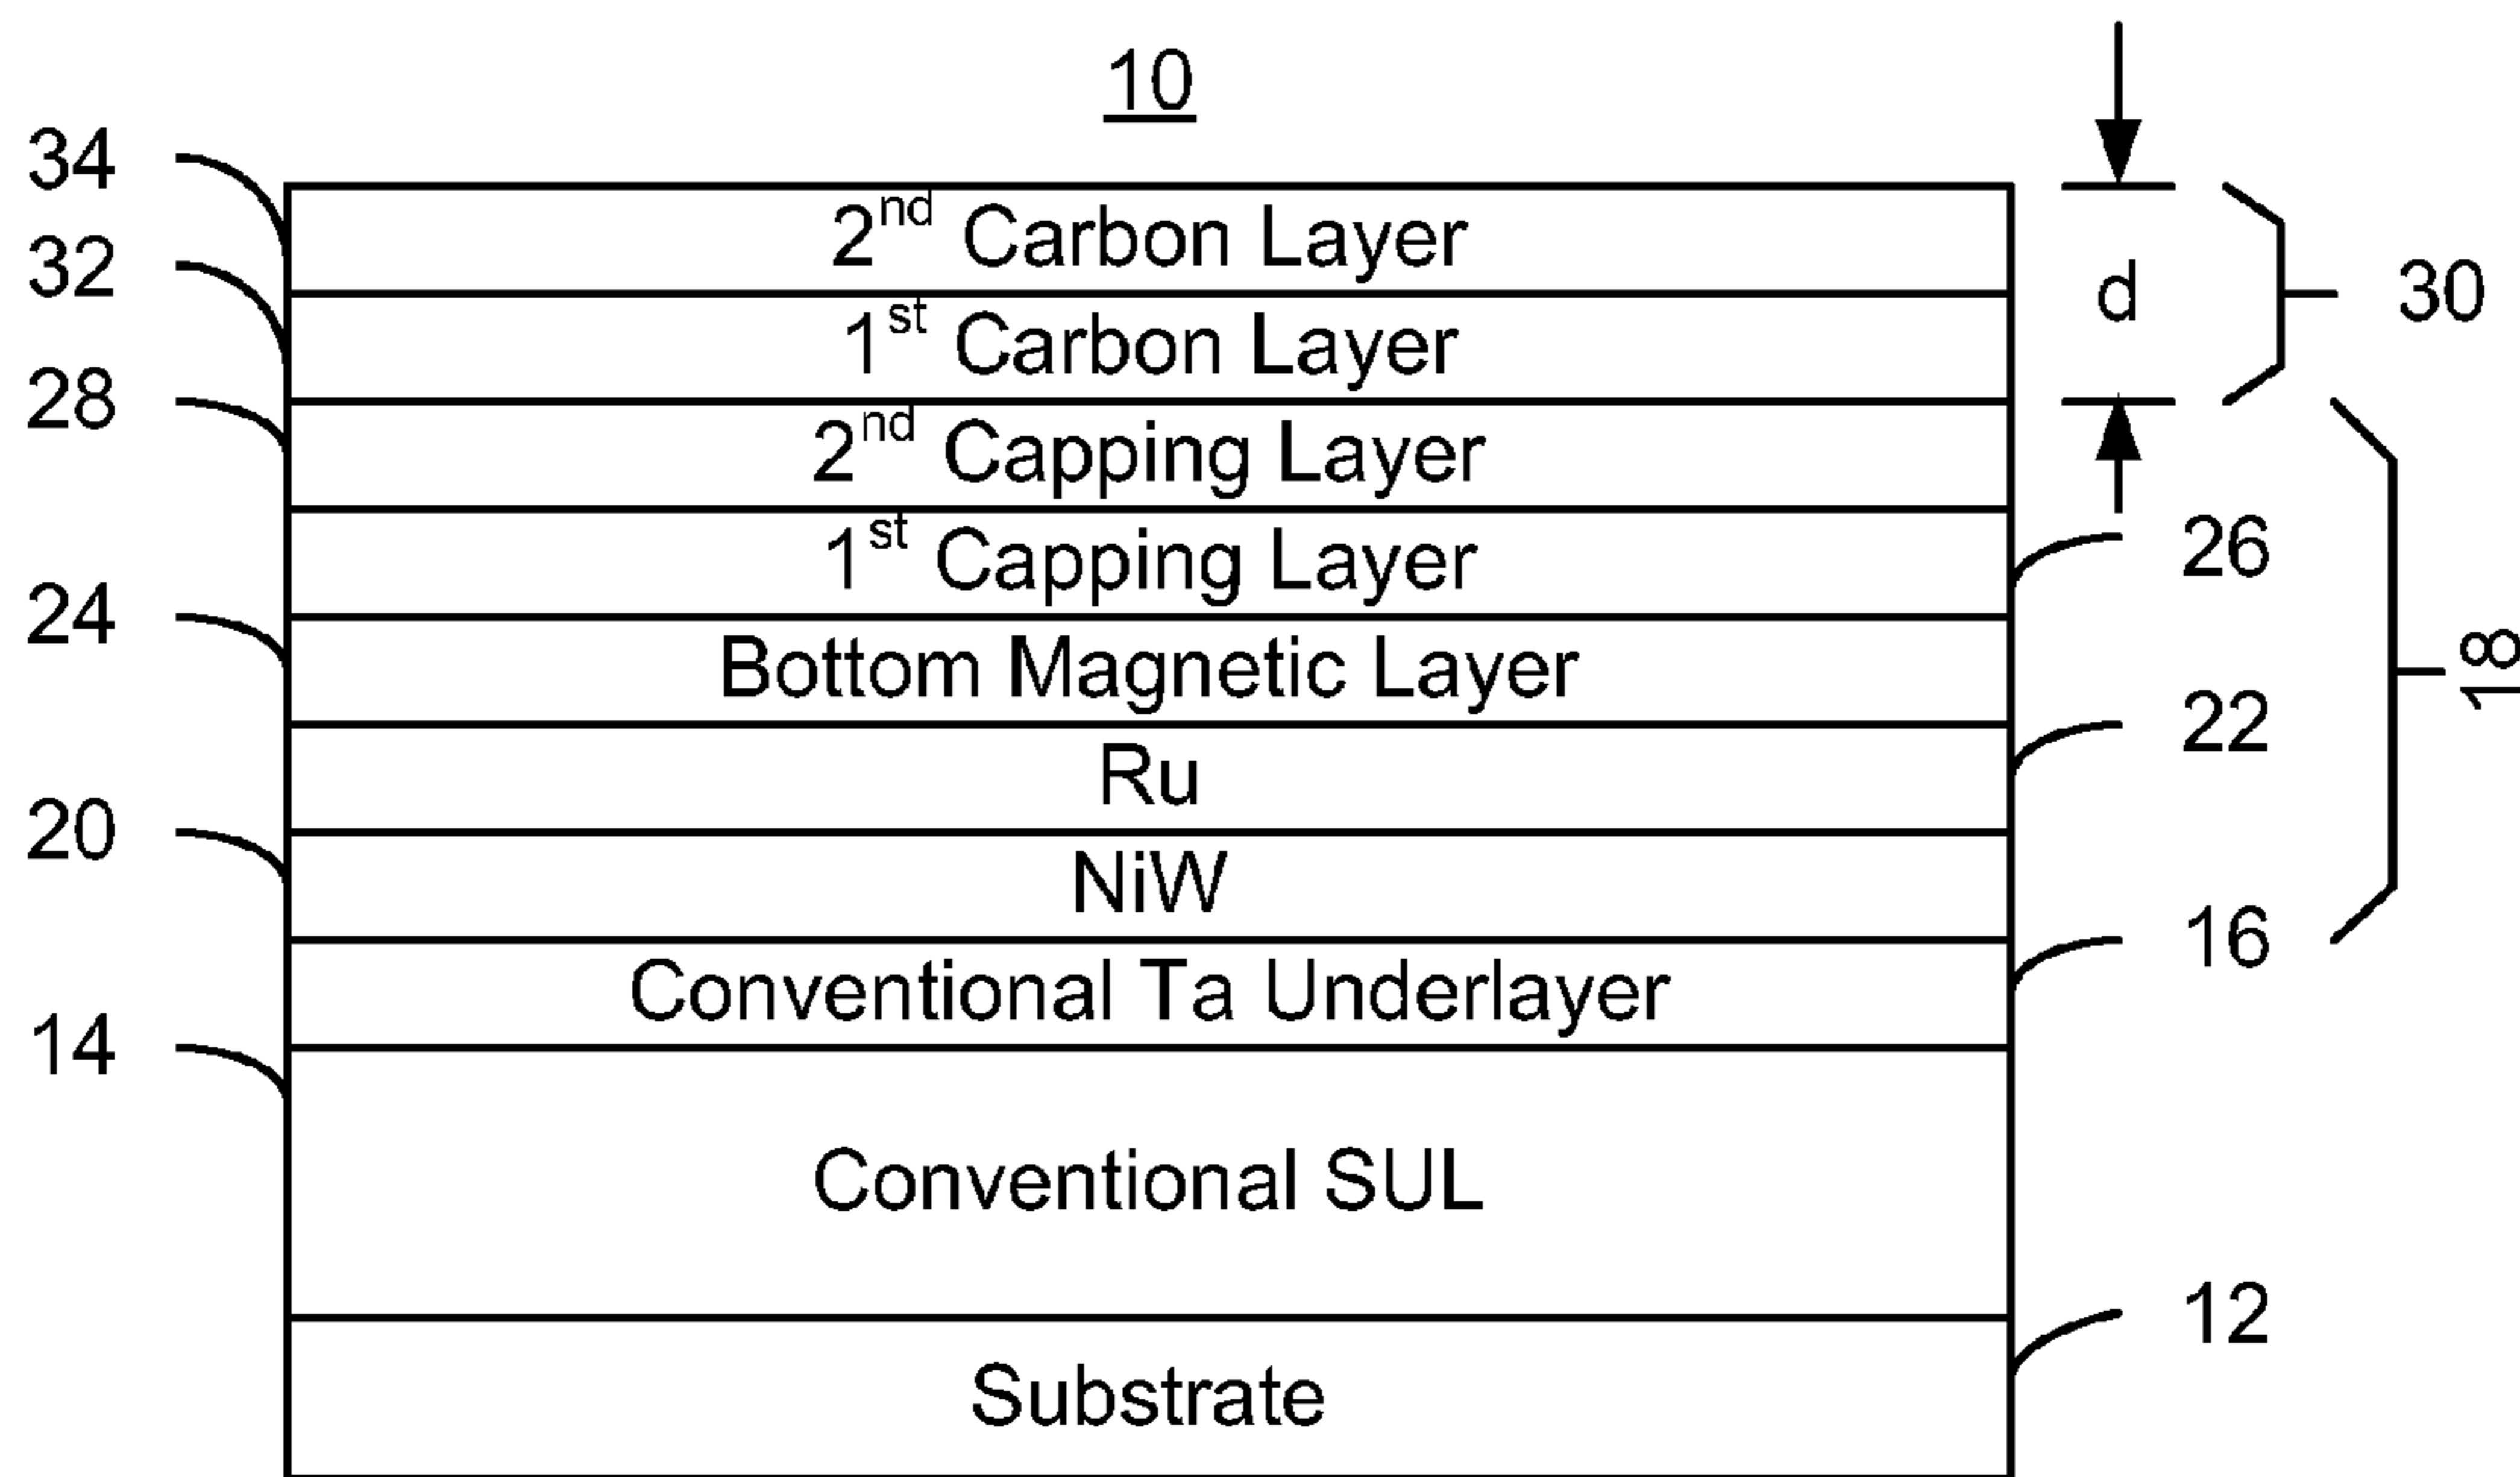 10
34
2nd Carbon Layer
32
1st Carbon Layer
d
30
28
2nd Capping Layer
1st Capping Layer
26
24
Bottom Magnetic Layer
18
22
Ru
20
NiW
16
Conventional Ta Underlayer
14
Conventional SUL
12
Substrate